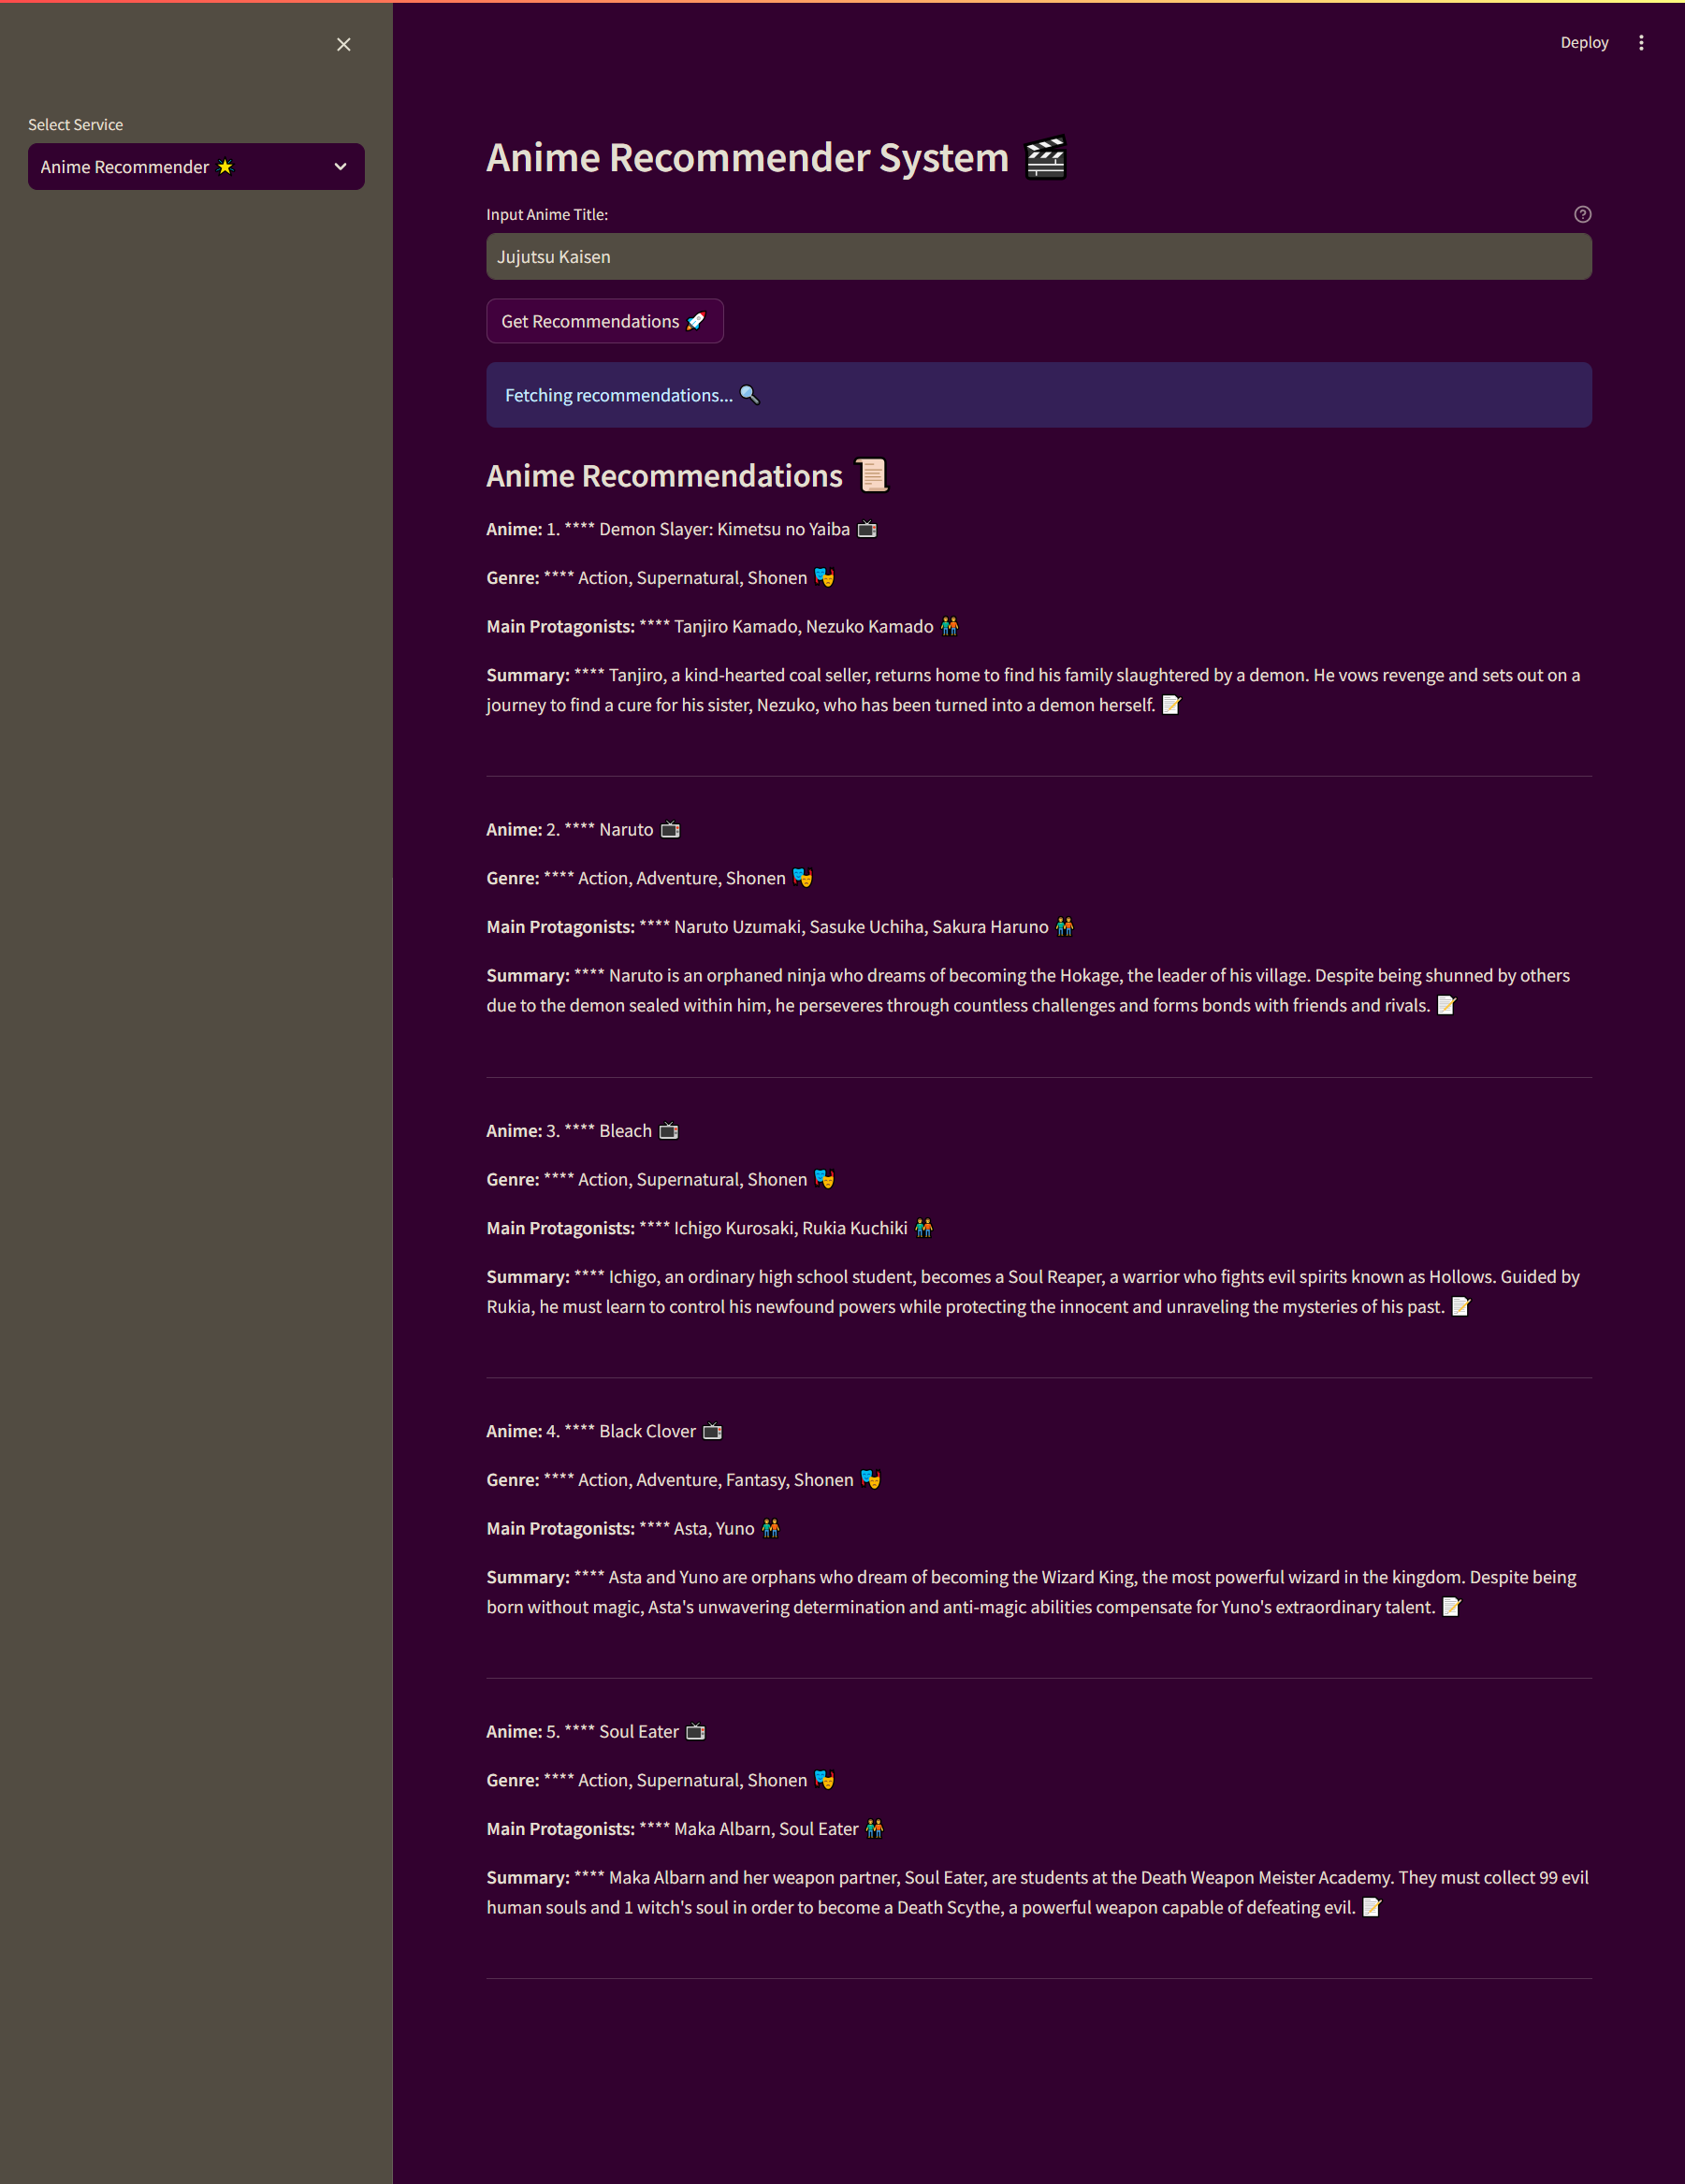 Deploy
Select Service
Anime Recommender
Anime Recommender System
Input Anime Title:
Jujutsu Kaisen
Get Recommendations
Fetching recommendations...
Anime Recommendations
Anime: 1. **** Demon Slayer: Kimetsu no Yaiba
Genre: **** Action, Supernatural, Shonen
Main Protagonists: **** Tanjiro Kamado, Nezuko Kamado
Summary: **** Tanjiro, a kind-hearted coal seller, returns home to find his family slaughtered by a demon. He vows revenge and sets out on a
journey to find a cure for his sister, Nezuko, who has been turned into a demon herself.
Anime: 2. **** Naruto
Genre: **** Action, Adventure, Shonen
Main Protagonists: **** Naruto Uzumaki, Sasuke Uchiha, Sakura Haruno
Summary: **** Naruto is an orphaned ninja who dreams of becoming the Hokage, the leader of his village. Despite being shunned by others
due to the demon sealed within him, he perseveres through countless challenges and forms bonds with friends and rivals.
Anime: 3. **** Bleach
Genre: **** Action, Supernatural, Shonen
Main Protagonists: **** Ichigo Kurosaki, Rukia Kuchiki
Summary: **** Ichigo, an ordinary high school student, becomes a Soul Reaper, a warrior who fights evil spirits known as Hollows. Guided by
Rukia, he must learn to control his newfound powers while protecting the innocent and unraveling the mysteries of his past.
Anime: 4. **** Black Clover
Genre: **** Action, Adventure, Fantasy, Shonen
Main Protagonists: **** Asta, Yuno
Summary: **** Asta and Yuno are orphans who dream of becoming the Wizard King, the most powerful wizard in the kingdom. Despite being
born without magic, Asta's unwavering determination and anti-magic abilities compensate for Yuno's extraordinary talent.
Anime: 5. **** Soul Eater
Genre: **** Action, Supernatural, Shonen
Main Protagonists: **** Maka Albarn, Soul Eater
Summary: **** Maka Albarn and her weapon partner, Soul Eater, are students at the Death Weapon Meister Academy. They must collect 99 evil
human souls and 1 witch's soul in order to become a Death Scythe, a powerful weapon capable of defeating evil.